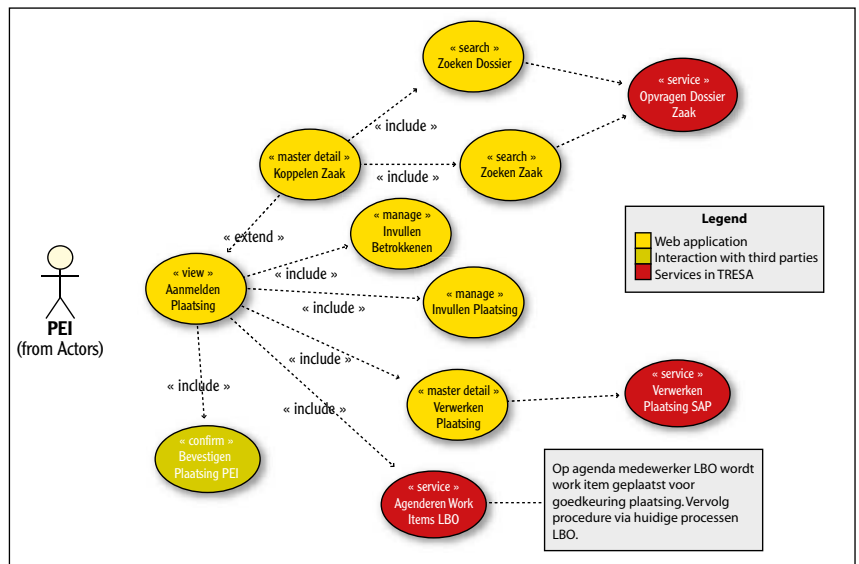 « search »
Zoeken Dossier
« service »
Opvragen Dossier
Zaak
« include »
« master detail »
Koppelen Zaak
« include »
« search »
Zoeken Zaak
« extend »
« manage »
Invullen
Betrokkenen
Legend
Web application
Interaction with third parties
Services in TRESA
« view »
Aanmelden
Plaatsing
« include »
« manage »
Invullen Plaatsing
« include »
PEI
(from Actors)
« include »
« include »
« include »
« master detail »
Verwerken
Plaatsing
« service »
Verwerken
Plaatsing SAP
« confirm »
Bevestigen
Plaatsing PEI
« service »
Agenderen Work
Items LBO
Op agenda medewerker LBO wordt
work item geplaatst voor
goedkeuring plaatsing. Vervolg
procedure via huidige processen
LBO.